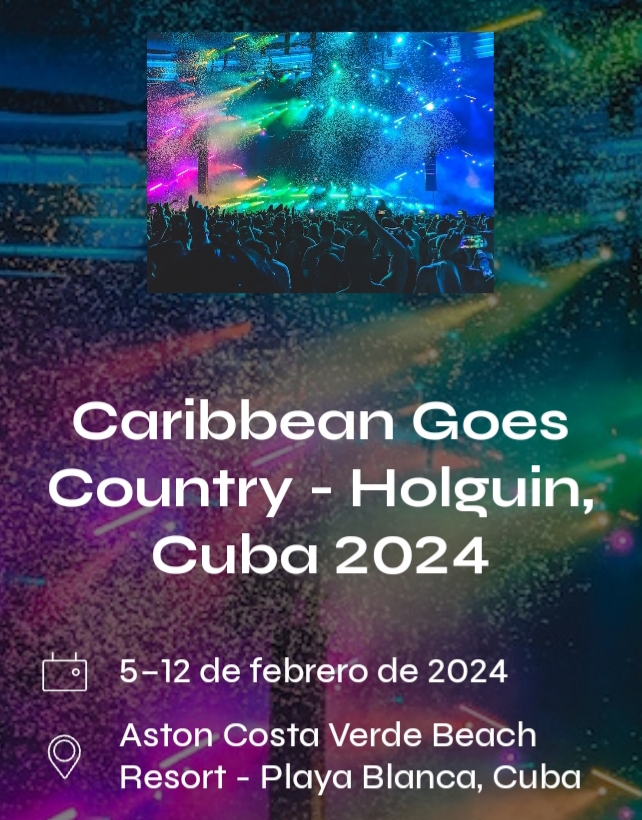 Caribbean Goes
Country - Holguin,
Cuba 2024
5–12 de febrero de 2024
Aston Costa Verde Beach
Resort - Playa Blanca, Cuba